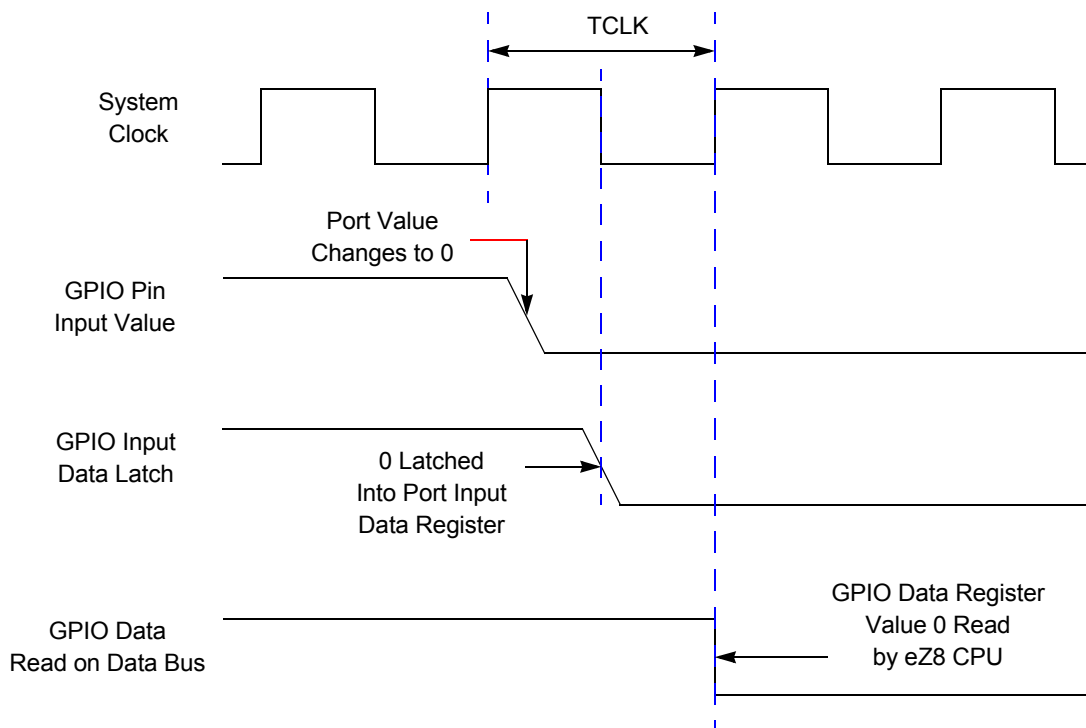 TCLK
System
Clock
Port Value
Changes to 0
GPIO Pin
Input Value
GPIO Input
Data Latch
0 Latched
Into Port Input
Data Register
GPIO Data
Read on Data Bus
GPIO Data Register
Value 0 Read
by eZ8 CPU